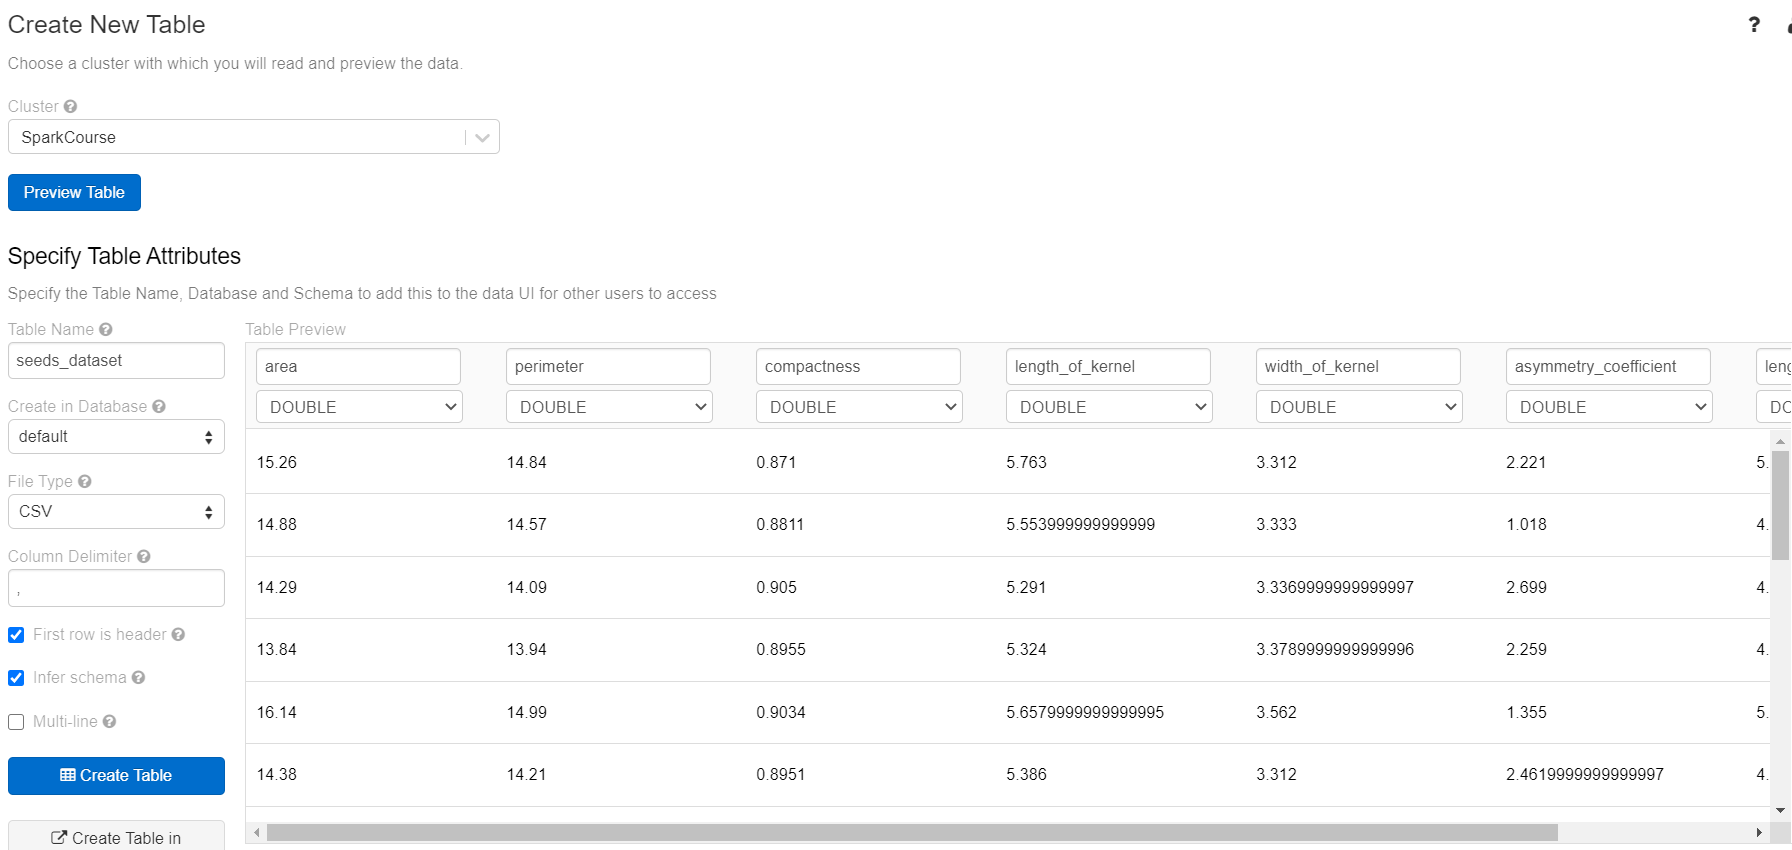 Create New Table
?
Choose a cluster with which you will read and preview the data.
Cluster ?
SparkCourse
Preview Table
Specify Table Attributes
Specify the Table Name, Database and Schema to add this to the data UI for other users to access
Table Name ?
seeds_dataset
Create in Database ?
default
File Type ?
CSV
Column Delimiter ?
,
First row is header ?
Infer schema ?
Multi-line ?
Create Table
Create Table in
Table Preview
area perimeter compactness length_of_kernel width_of_kernel asymmetry_coefficient
DOUBLE DOUBLE DOUBLE DOUBLE DOUBLE DOUBLE
15.26 14.84 0.871 5.763 3.312 2.221 5.
14.88 14.57 0.8811 5.553999999999999 3.333 1.018 4.
14.29 14.09 0.905 5.291 3.3369999999999997 2.699 4.
13.84 13.94 0.8955 5.324 3.3789999999999996 2.259 4.
16.14 14.99 0.9034 5.6579999999999995 3.562 1.355 5.
14.38 14.21 0.8951 5.386 3.312 2.4619999999999997 4.